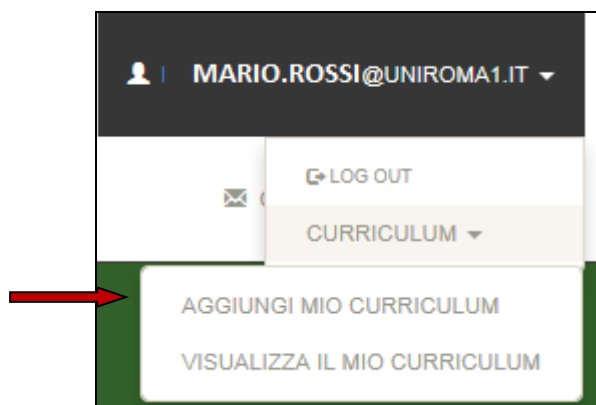 MARIO.ROSSI@UNIROMA1.IT
LOG OUT
CURRICULUM
AGGIUNGI MIO CURRICULUM
VISUALIZZA IL MIO CURRICULUM